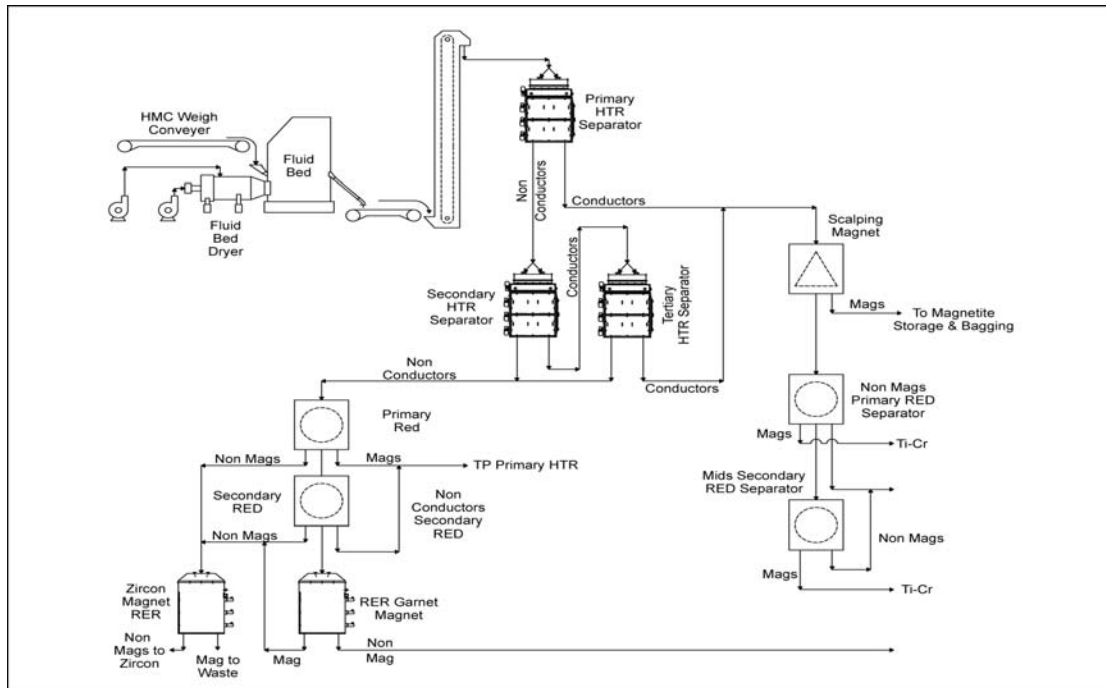 HMC Weigh
Conveyer
Fluid
Bed
Fluid
Bed
Dryer
Primary
HTR
Separator
Non
Conductors
Conductors
Scalping
Magnet
Mags
To Magnetite
Storage & Bagging
Secondary
HTR
Separator
Conductors
Tertiary
HTR Separator
Non
Conductors
Conductors
Non Mags
Primary RED
Separator
Mags
Ti-Cr
Mids Secondary
RED Separator
Non Mags
Mags
Ti-Cr
Primary
Red
Non Mags
Mags
TP Primary HTR
Secondary
RED
Non
Conductors
Secondary
RED
Non Mags
Zircon
Magnet
RER
RER Garnet
Magnet
Non
Mags to
Zircon
Mag to
Waste
Mag
Non
Mag